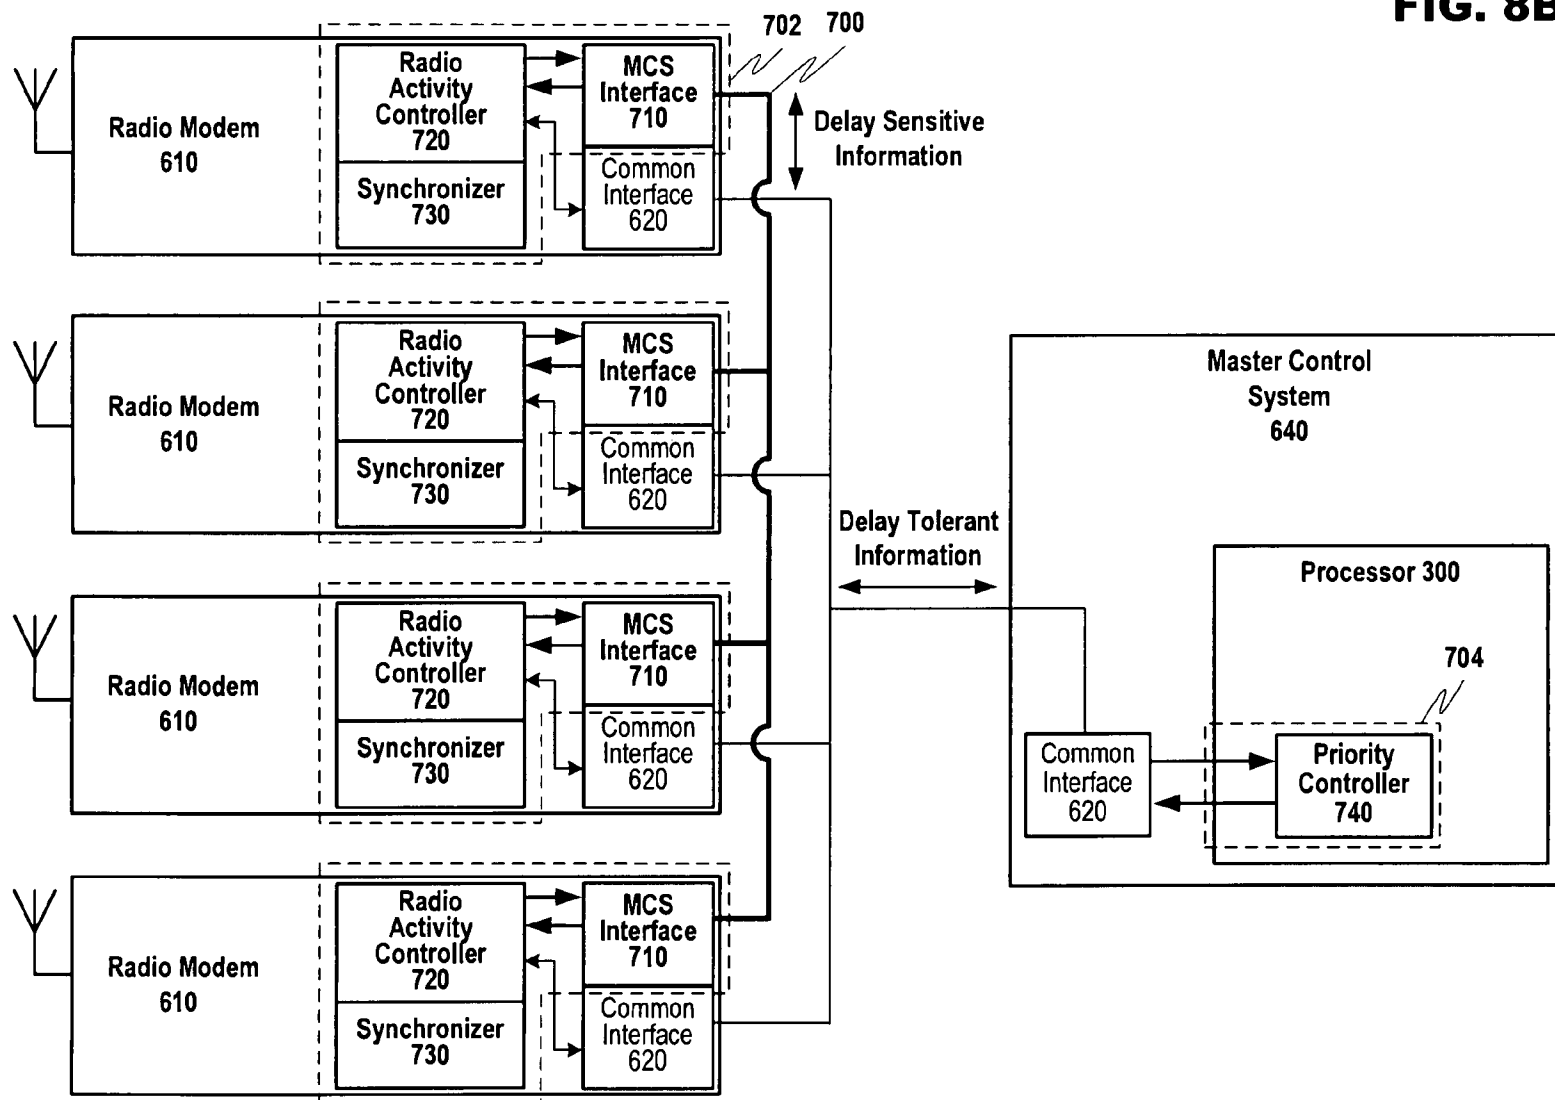 FIG. 8B
702
700
Radio Modem
610
Radio
Activity
Controller
720
Synchronizer
730
MCS
Interface
710
Common
Interface
620
Delay Sensitive
Information
Radio Modem
610
Radio
Activity
Controller
720
Synchronizer
730
MCS
Interface
710
Common
Interface
620
Delay Tolerant
Information
Master Control
System
640
Processor 300
704
Common
Interface
620
Priority
Controller
740
Radio Modem
610
Radio
Activity
Controller
720
Synchronizer
730
MCS
Interface
710
Common
Interface
620
Radio Modem
610
Radio
Activity
Controller
720
Synchronizer
730
MCS
Interface
710
Common
Interface
620